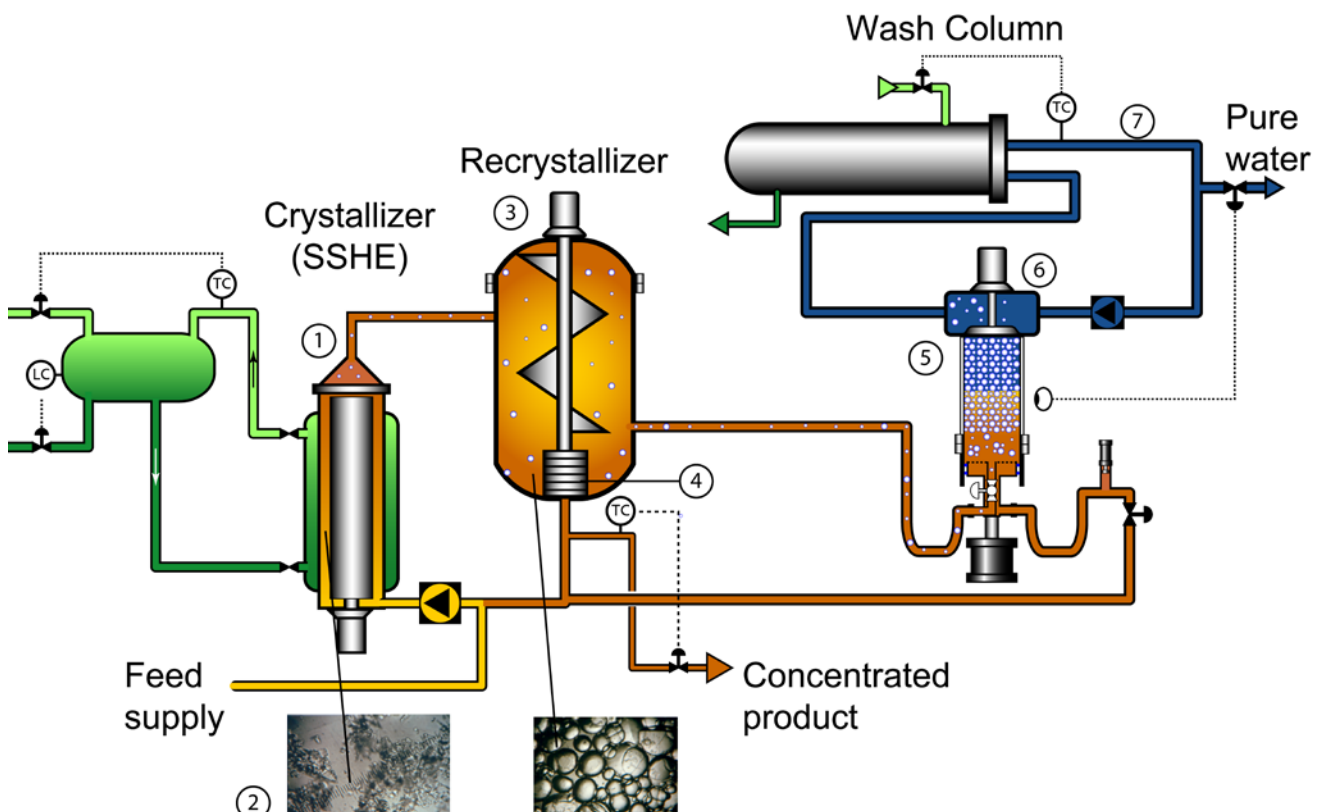 Wash Column
TC
7
Pure
water
Recrystallizer
3
Crystallizer
(SSHE)
6
TC
1
5
LC
4
TC
Feed
supply
Concentrated
product
2